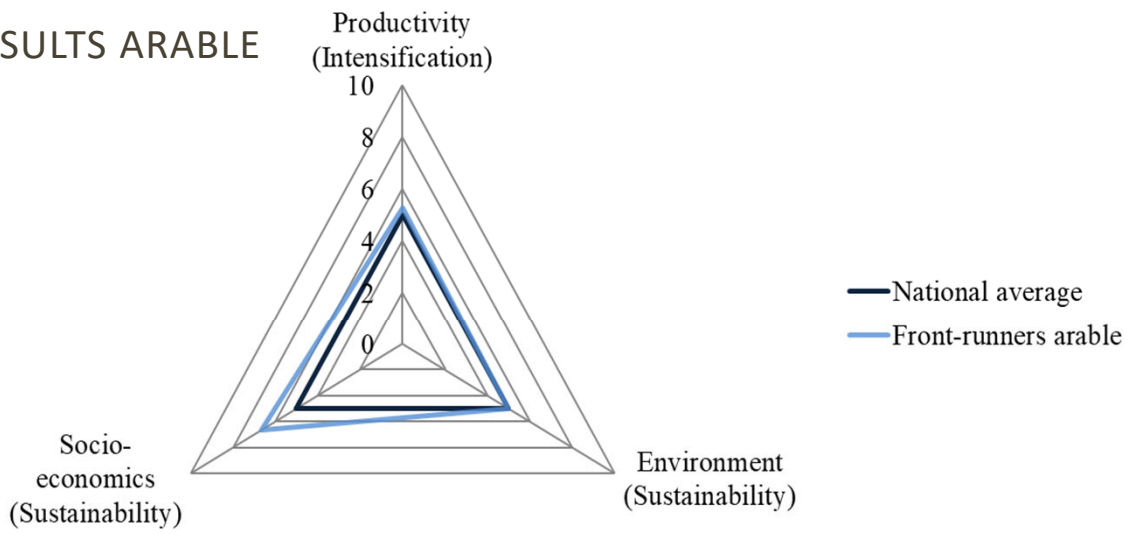 SULTS ARABLE
Productivity
(Intensification)
10
8
6
4
2
0
National average
Front-runners arable
Socio-
economics
(Sustainability)
Environment
(Sustainability)